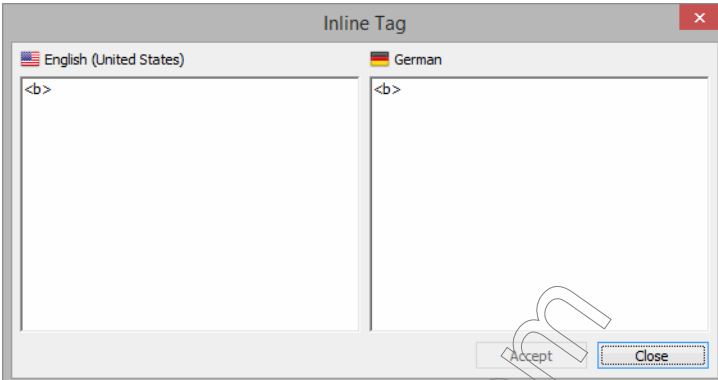 Inline Tag
English (United States)
German
<b>
<b>
Accept
Close